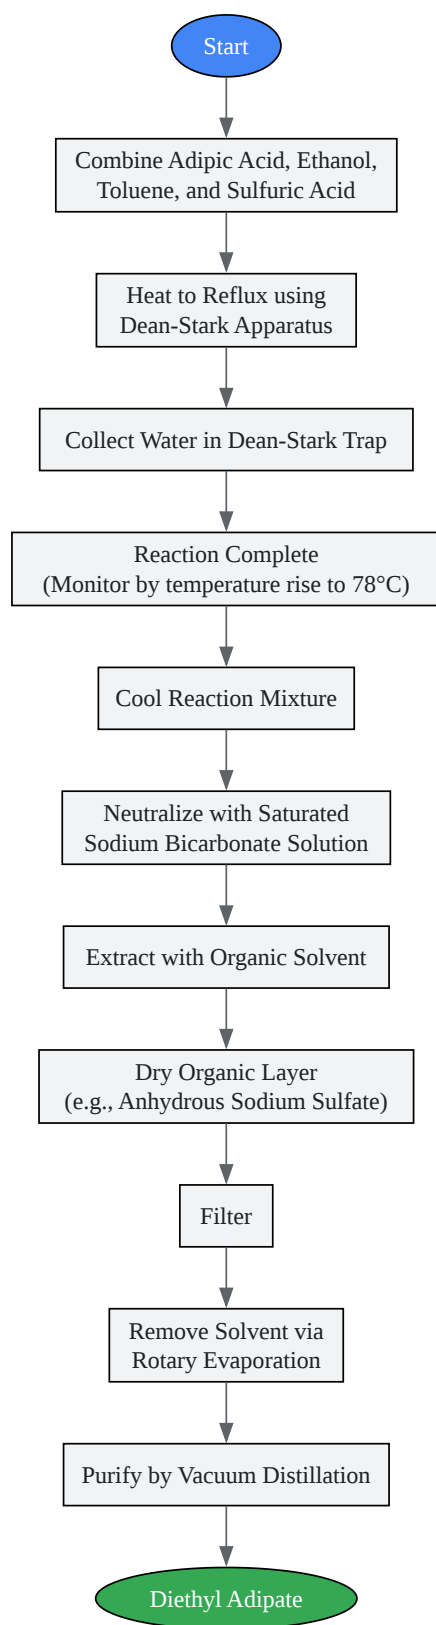 Start
Combine Adipic Acid, Ethanol,
Toluene, and Sulfuric Acid
Heat to Reflux using
Dean-Stark Apparatus
Collect Water in Dean-Stark Trap
Reaction Complete
(Monitor by temperature rise to 78°C)
Cool Reaction Mixture
Neutralize with Saturated
Sodium Bicarbonate Solution
Extract with Organic Solvent
Dry Organic Layer
(e.g., Anhydrous Sodium Sulfate)
Filter
Remove Solvent via
Rotary Evaporation
Purify by Vacuum Distillation
Diethyl Adipate